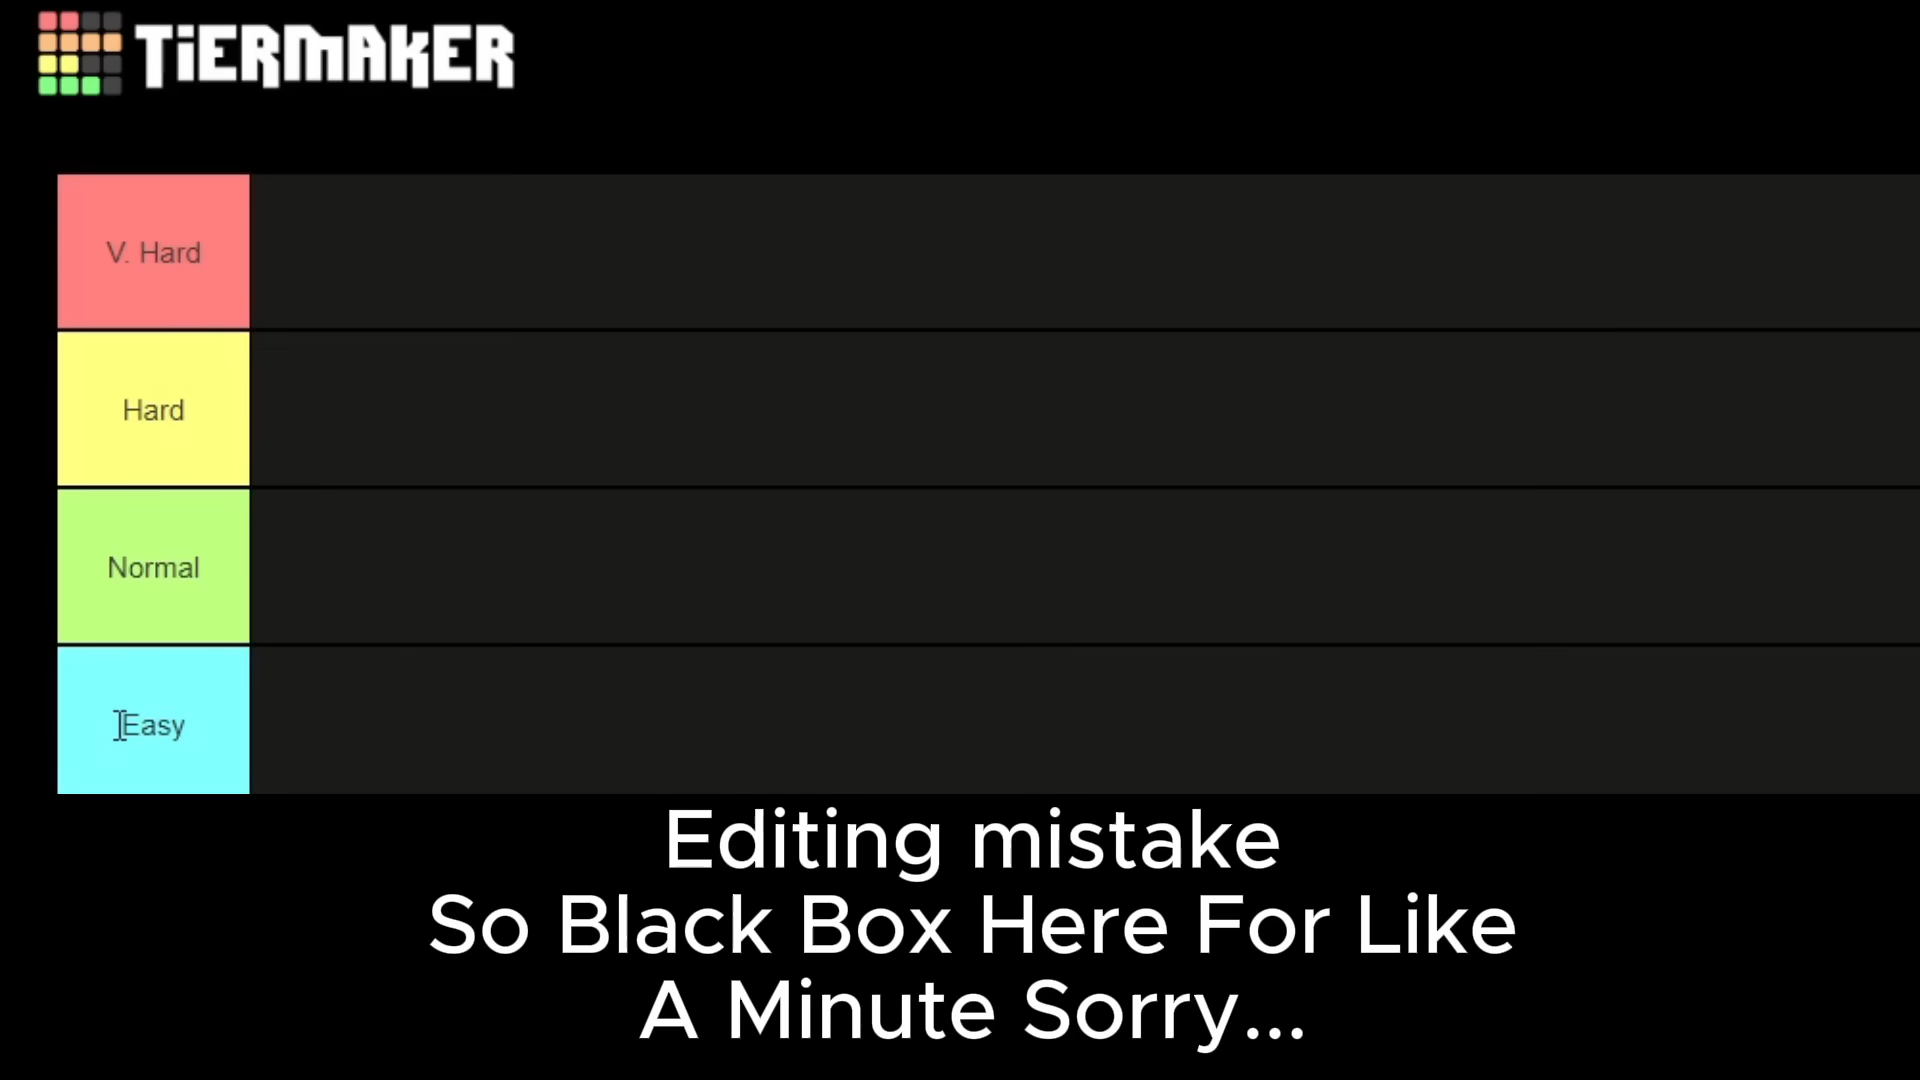 TiERMAKER
V. Hard
Hard
Normal
Easy
Editing mistake
So Black Box Here For Like
A Minute Sorry...